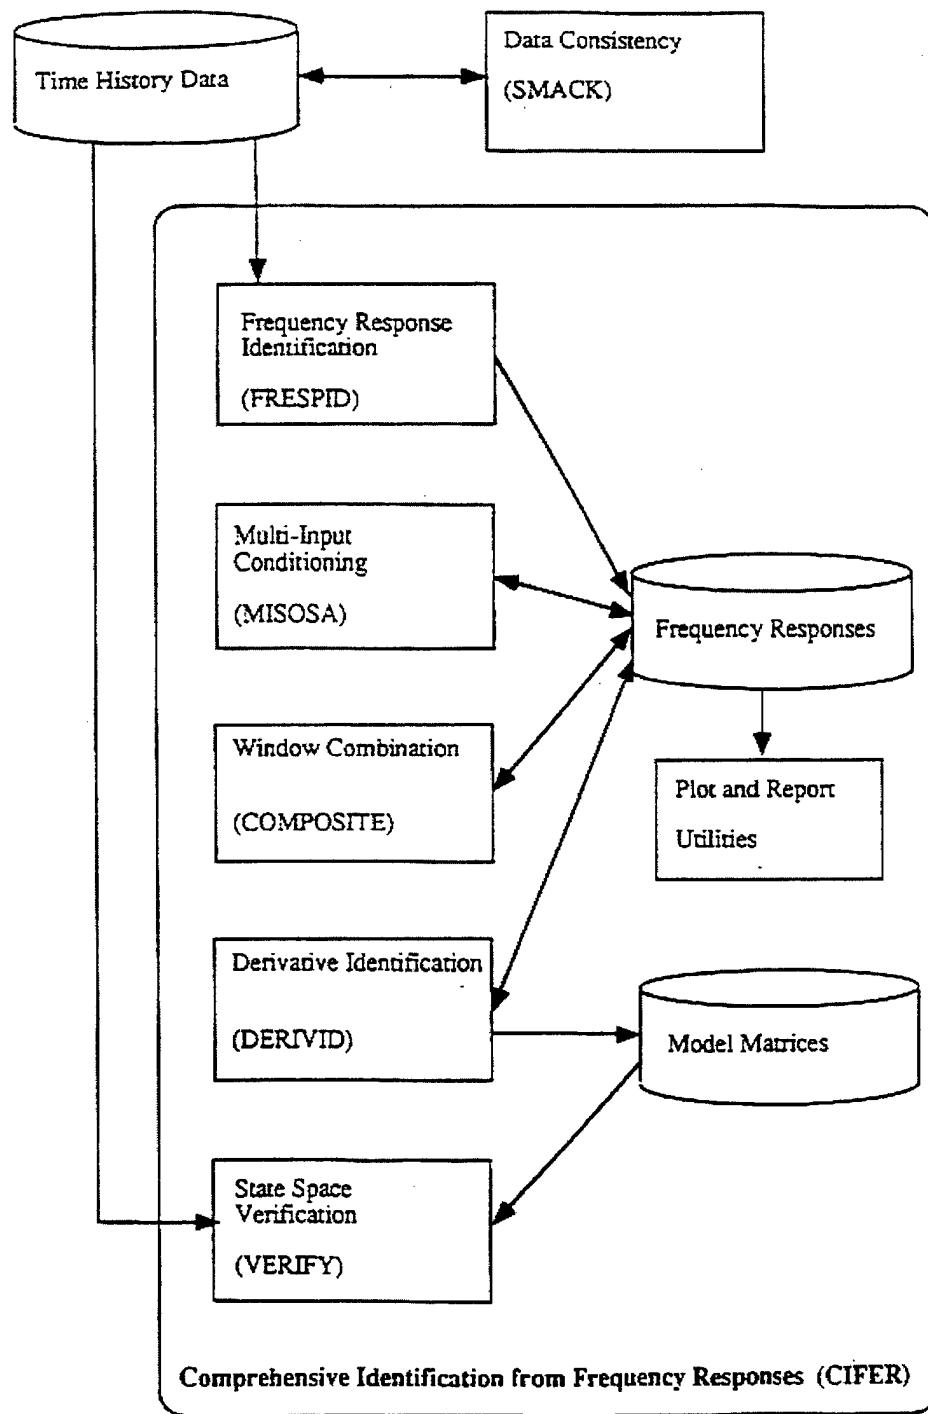 Time History Data
Data Consistency
(SMACK)
Frequency Response
Identification
(FRESPID)
Multi-Input
Conditioning
(MISOSA)
Frequency Responses
Window Combination
(COMPOSITE)
Plot and Report
Utilities
Derivative Identification
(DERIVID)
Model Matrices
State Space
Verification
(VERIFY)
Comprehensive Identification from Frequency Responses (CIFER)